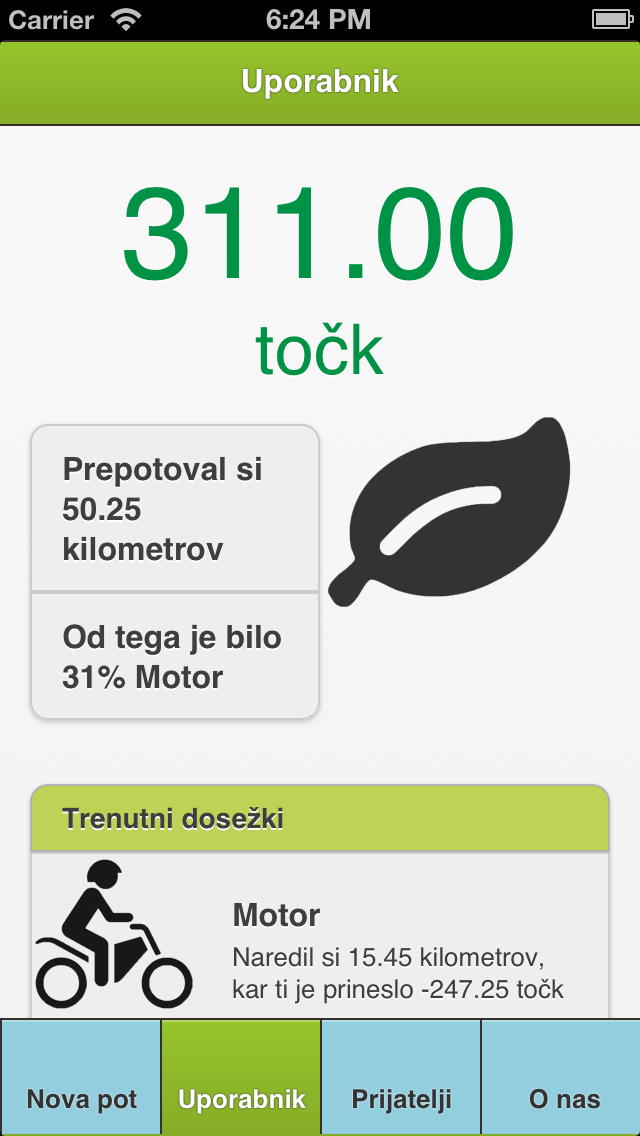 Carrier 6:24 PM
Uporabnik
311.00
točk
Prepotoval si
50.25
kilometrov
Od tega je bilo
31% Motor
Trenutni dosežki
Motor
Naredil si 15.45 kilometrov,
kar ti je prineslo -247.25 točk
Nova pot Uporabnik Prijatelji O nas